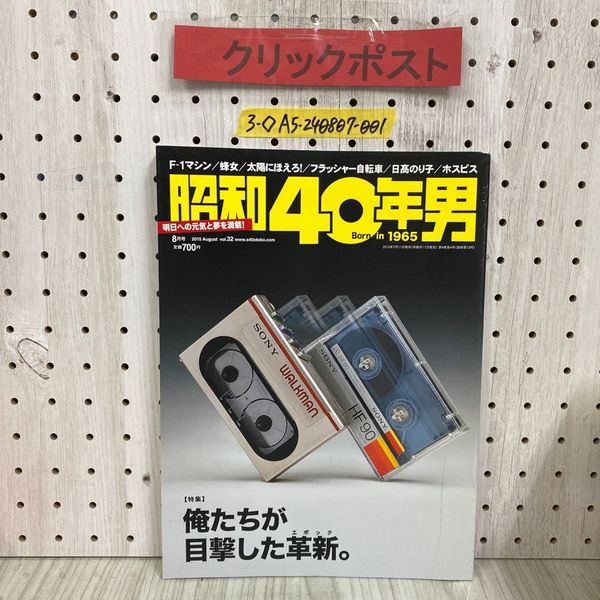 クリックポスト
3-◇A5-240807-001
F-1マシン/蜂女/太陽にほえろ!/フラッシャー自転車/日高のり子/ホスピス
昭和40年男
Born in 1965
明日への元気と夢を満載!
8月号 2015 August vol.32 www.s40otoko.com
定価700円
SONY
WALKMAN
SONY
SONY
HF90
【特集】
俺たちが
エポック
目撃した革新。